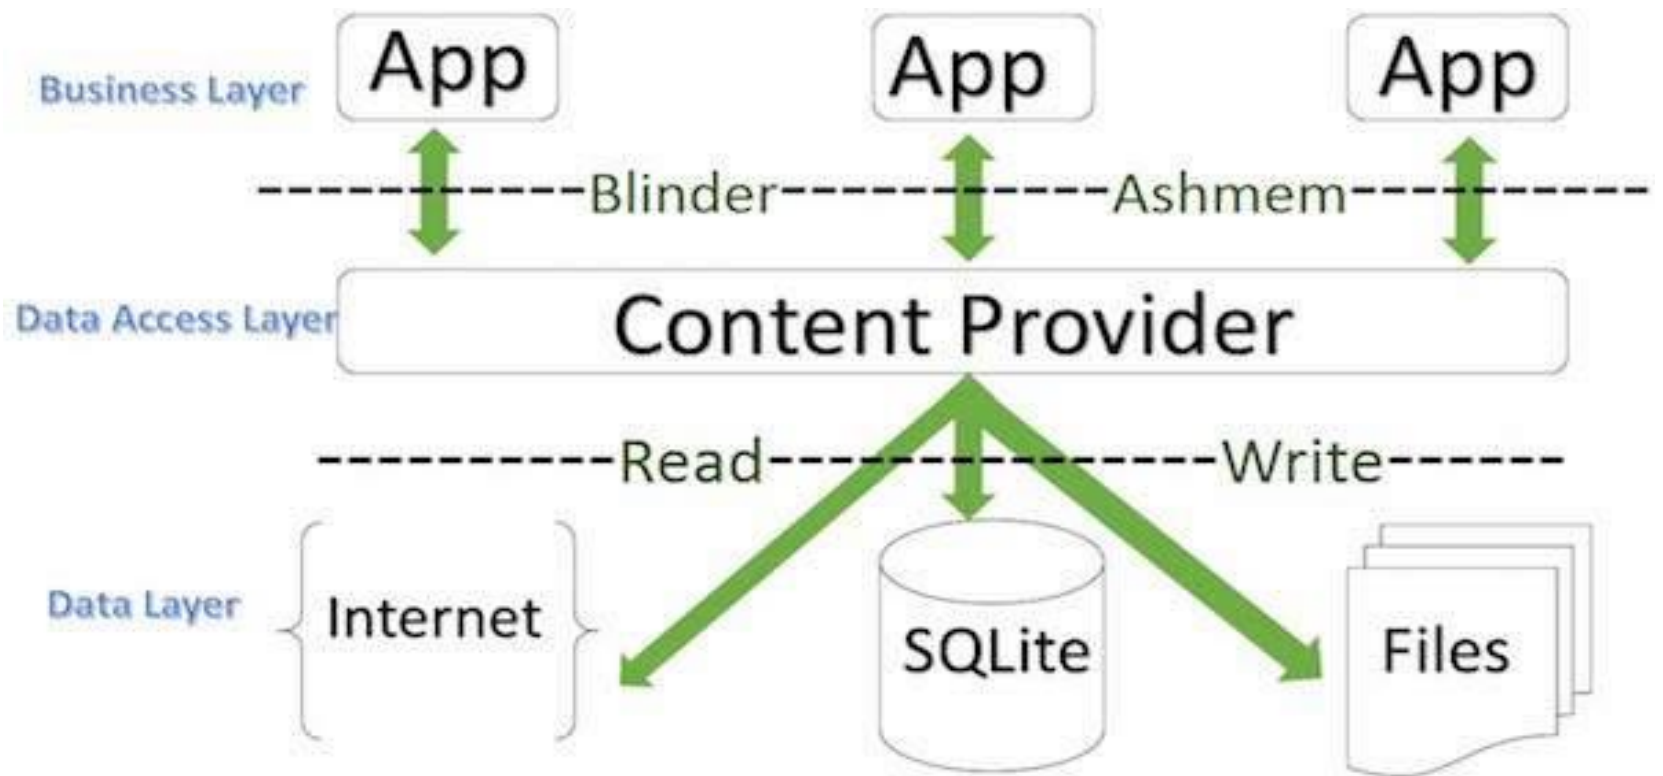 App App App
Business Layer
Blinder Ashmem
Data Access Layer Content Provider
Read Write
Data Layer Internet SQLite Files